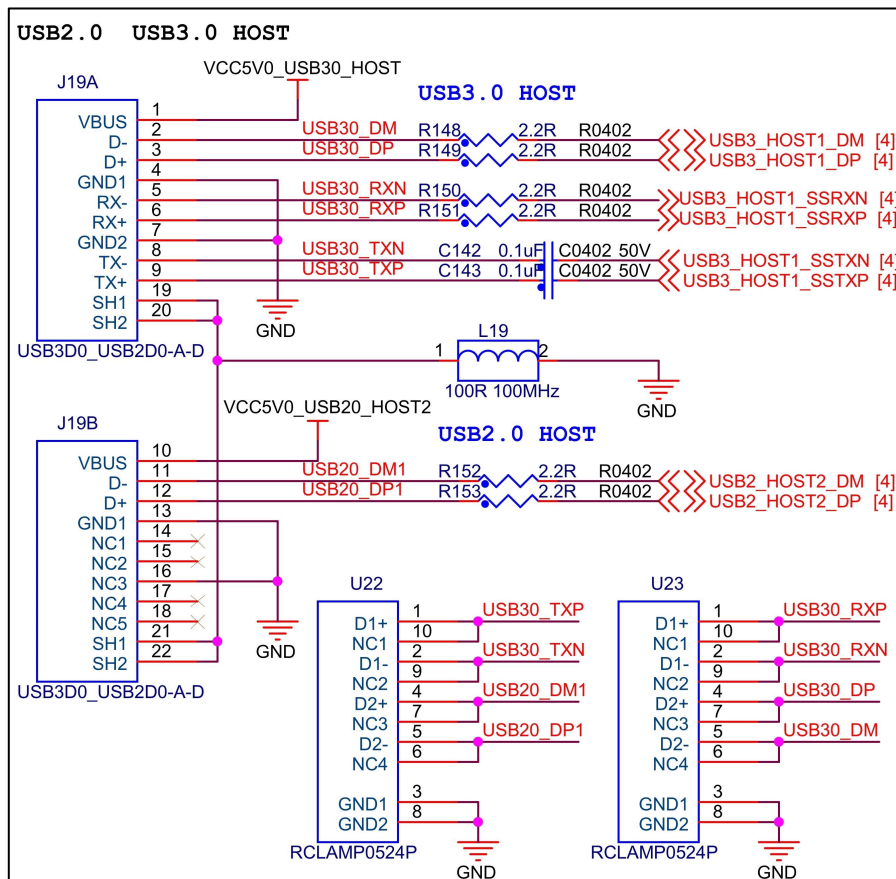 USB2.0 USB3.0 HOST
VCC5V0_USB30_HOST
J19A
USB3.0 HOST
VBUS 1
D- 2 USB30_DM R148 2.2R R0402 USB3_HOST1_DM [4]
D+ 3 USB30_DP R149 2.2R R0402 USB3_HOST1_DP [4]
GND1 4
RX- 5 USB30_RXN R150 2.2R R0402 USB3_HOST1_SSRXN [4]
RX+ 6 USB30_RXP R151 2.2R R0402 USB3_HOST1_SSRXP [4]
GND2 7
TX- 8 USB30_TXN C142 0.1uF C0402 50V USB3_HOST1_SSTXN [4]
TX+ 9 USB30_TXP C143 0.1uF C0402 50V USB3_HOST1_SSTXP [4]
SH1 19
SH2 20
GND
USB3D0_USB2D0-A-D
L19
1 2
100R 100MHz
GND
VCC5V0_USB20_HOST2
J19B
USB2.0 HOST
VBUS 10
D- 11 USB20_DM1 R152 2.2R R0402 USB2_HOST2_DM [4]
D+ 12 USB20_DP1 R153 2.2R R0402 USB2_HOST2_DP [4]
GND1 13
NC1 14
NC2 15
NC3 16
NC4 17
NC5 18
SH1 21
SH2 22
GND
USB3D0_USB2D0-A-D
U22
D1+ 1 USB30_TXP
NC1 10
D1- 2 USB30_TXN
NC2 9
D2+ 4 USB20_DM1
NC3 7
D2- 5 USB20_DP1
NC4 6
GND1 3
GND2 8
RCLAMP0524P
GND
U23
D1+ 1 USB30_RXP
NC1 10
D1- 2 USB30_RXN
NC2 9
D2+ 4 USB30_DP
NC3 7
D2- 5 USB30_DM
NC4 6
GND1 3
GND2 8
RCLAMP0524P
GND